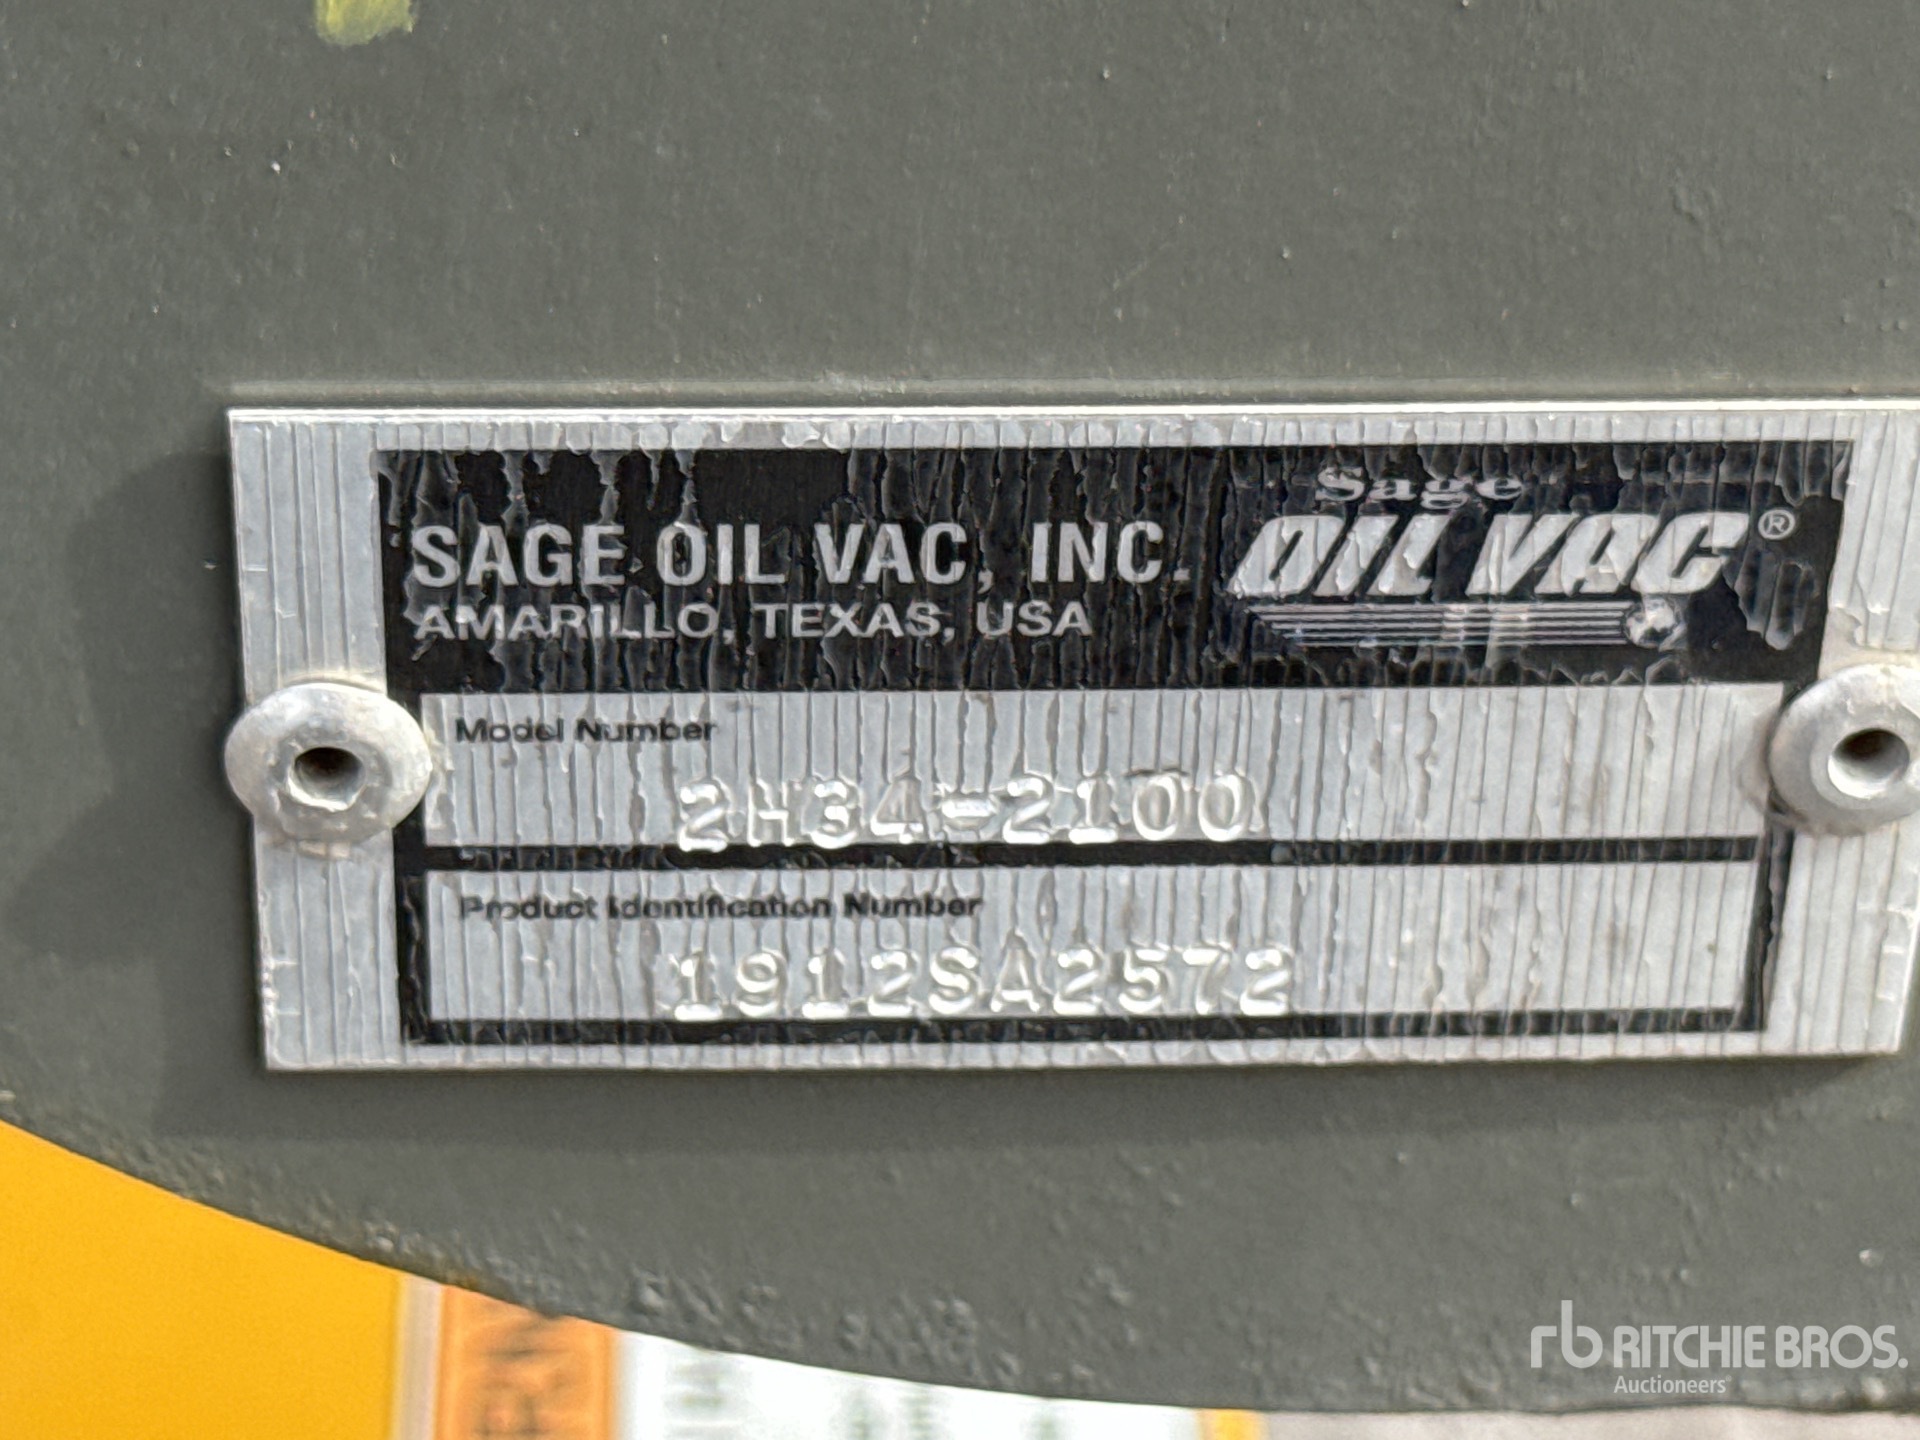 Sage
OIL VAC®
SAGE OIL VAC, INC.
AMARILLO, TEXAS, USA
Model Number
2H34-2100
Product Identification Number
1912SA2572
rb RITCHIE BROS.
Auctioneers